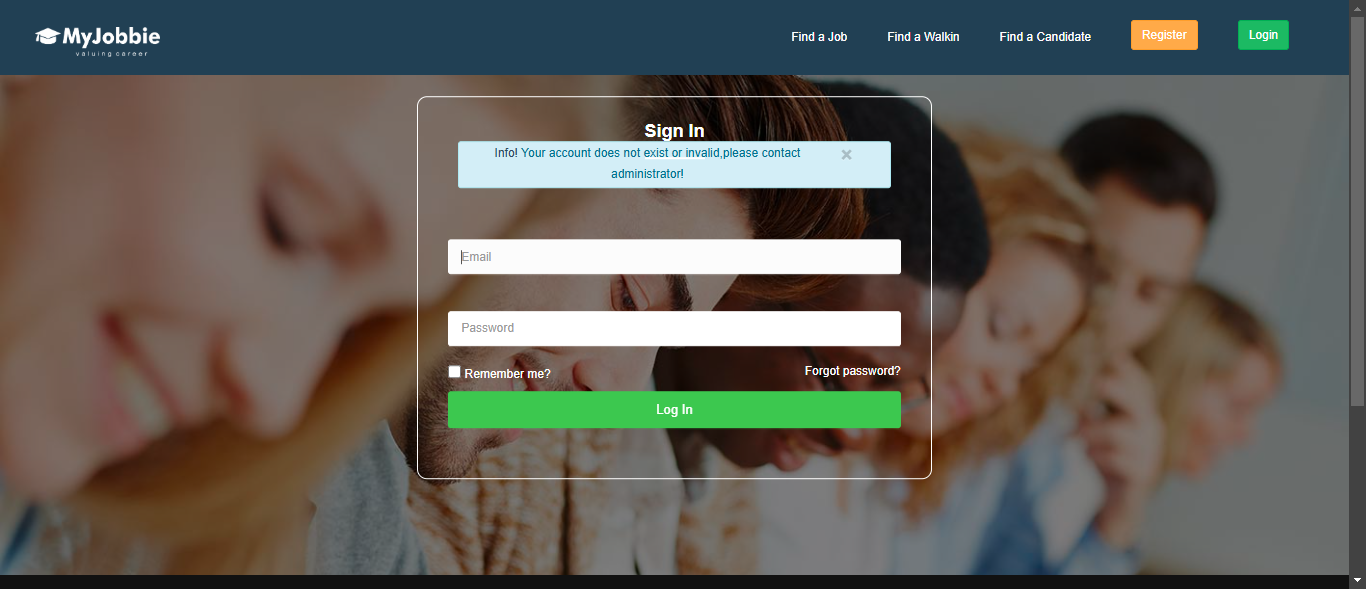 MyJobbie
valuing career
Find a Job
Find a Walkin
Find a Candidate
Register
Login
Sign In
Info! Your account does not exist or invalid,please contact
administrator!
×
Email
Password
Remember me?
Forgot password?
Log In